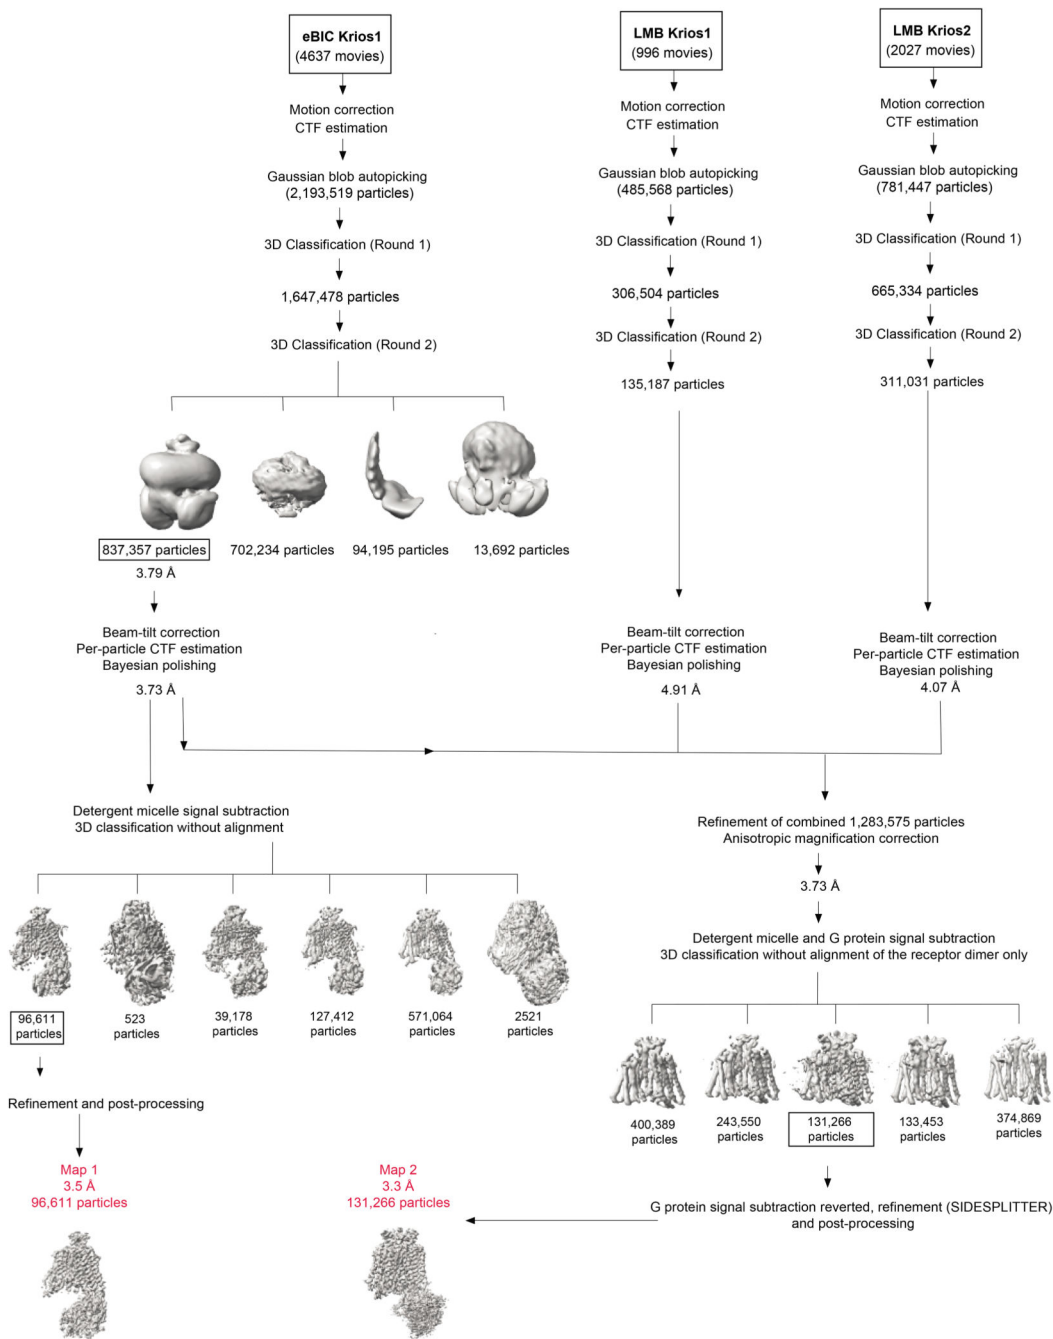 eBIC Krios1
(4637 movies)
Motion correction
CTF estimation
Gaussian blob autopicking
(2,193,519 particles)
3D Classification (Round 1)
1,647,478 particles
3D Classification (Round 2)
837,357 particles
702,234 particles
94,195 particles
13,692 particles
3.79 Å
Beam-tilt correction
Per-particle CTF estimation
Bayesian polishing
3.73 Å
LMB Krios1
(996 movies)
Motion correction
CTF estimation
Gaussian blob autopicking
(485,568 particles)
3D Classification (Round 1)
306,504 particles
3D Classification (Round 2)
135,187 particles
Beam-tilt correction
Per-particle CTF estimation
Bayesian polishing
4.91 Å
LMB Krios2
(2027 movies)
Motion correction
CTF estimation
Gaussian blob autopicking
(781,447 particles)
3D Classification (Round 1)
665,334 particles
3D Classification (Round 2)
311,031 particles
Beam-tilt correction
Per-particle CTF estimation
Bayesian polishing
4.07 Å
Detergent micelle signal subtraction
3D classification without alignment
96,611
particles
523
particles
39,178
particles
127,412
particles
571,064
particles
2521
particles
Refinement and post-processing
Map 1
3.5 Å
96,611 particles
Refinement of combined 1,283,575 particles
Anisotropic magnification correction
3.73 Å
Detergent micelle and G protein signal subtraction
3D classification without alignment of the receptor dimer only
400,389
particles
243,550
particles
131,266
particles
133,453
particles
374,869
particles
G protein signal subtraction reverted, refinement (SIDESPLITTER)
and post-processing
Map 2
3.3 Å
131,266 particles